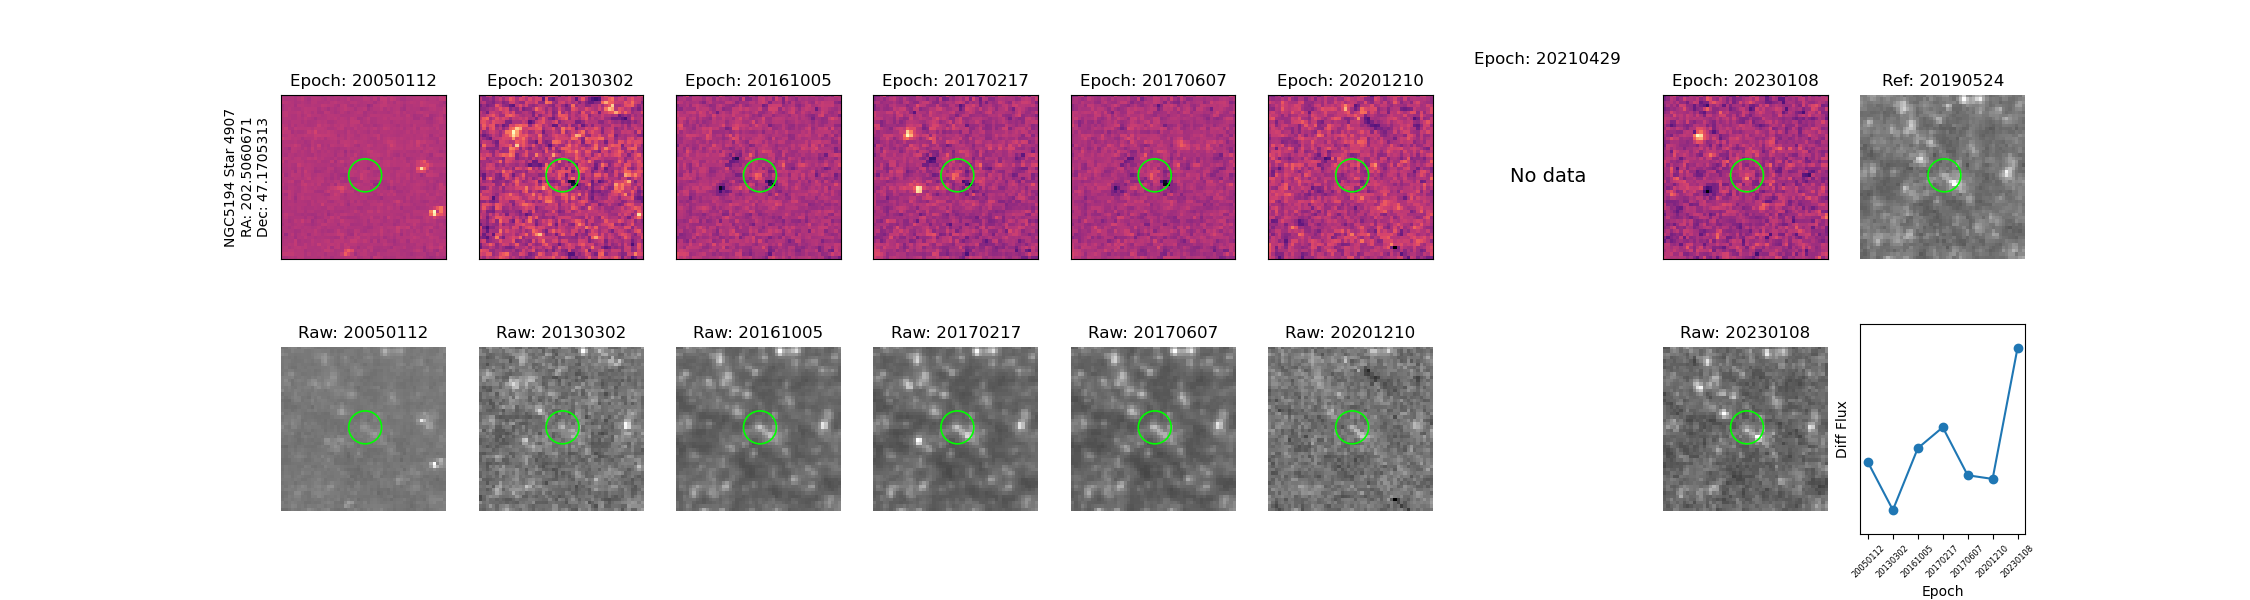 Epoch: 20210429
Epoch: 20050112
Epoch: 20130302
Epoch: 20161005
Epoch: 20170217
Epoch: 20170607
Epoch: 20201210
Epoch: 20230108
Ref: 20190524
NGC5194 Star 4907
RA: 202.5060671
Dec: 47.1705313
No data
Raw: 20050112
Raw: 20130302
Raw: 20161005
Raw: 20170217
Raw: 20170607
Raw: 20201210
Raw: 20230108
Diff Flux
20050112
20130302
20161005
20170217
20170607
20201210
20230108
Epoch